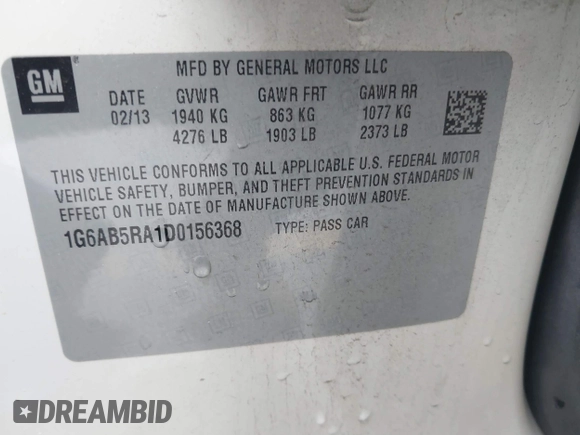 GM
MFD BY GENERAL MOTORS LLC
DATE GVWR GAWR FRT GAWR RR
02/13 1940 KG 863 KG 1077 KG
4276 LB 1903 LB 2373 LB
THIS VEHICLE CONFORMS TO ALL APPLICABLE U.S. FEDERAL MOTOR
VEHICLE SAFETY, BUMPER, AND THEFT PREVENTION STANDARDS IN
EFFECT ON THE DATE OF MANUFACTURE SHOWN ABOVE.
1G6AB5RA1D0156368 TYPE: PASS CAR
DREAMBID